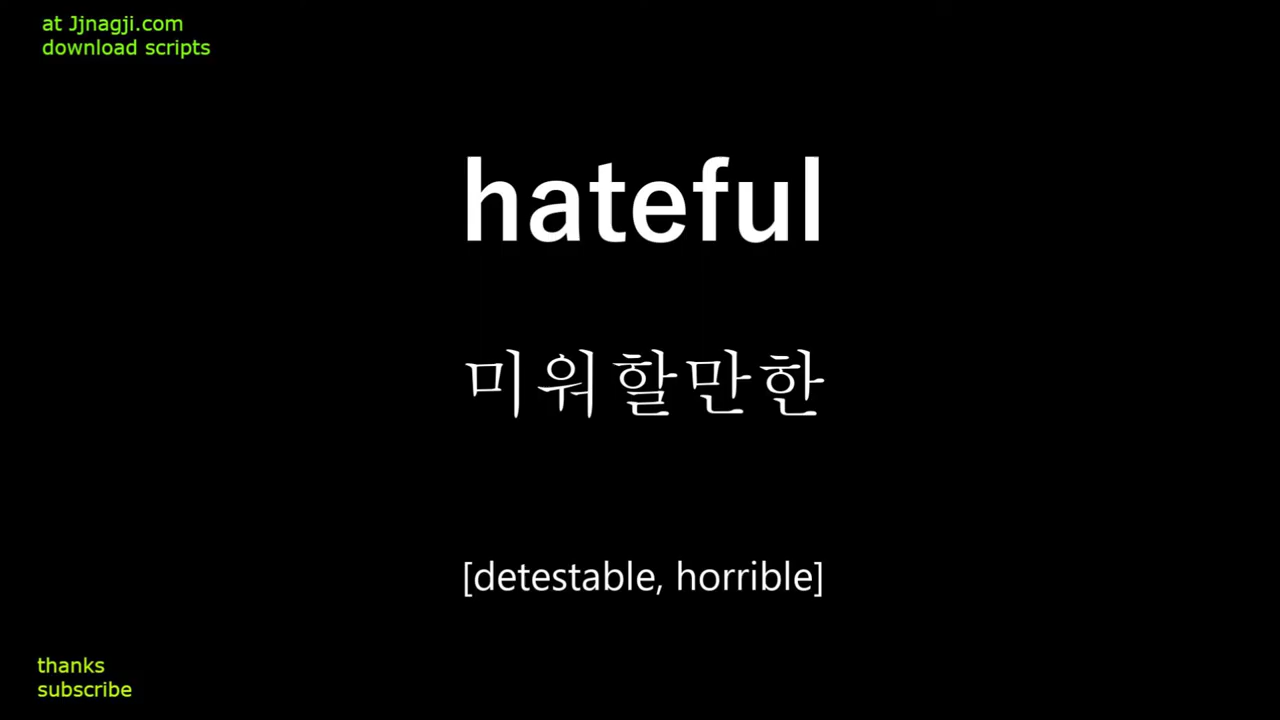 at Jjnagji.com
download scripts
hateful
미워할만한
[detestable, horrible]
thanks
subscribe